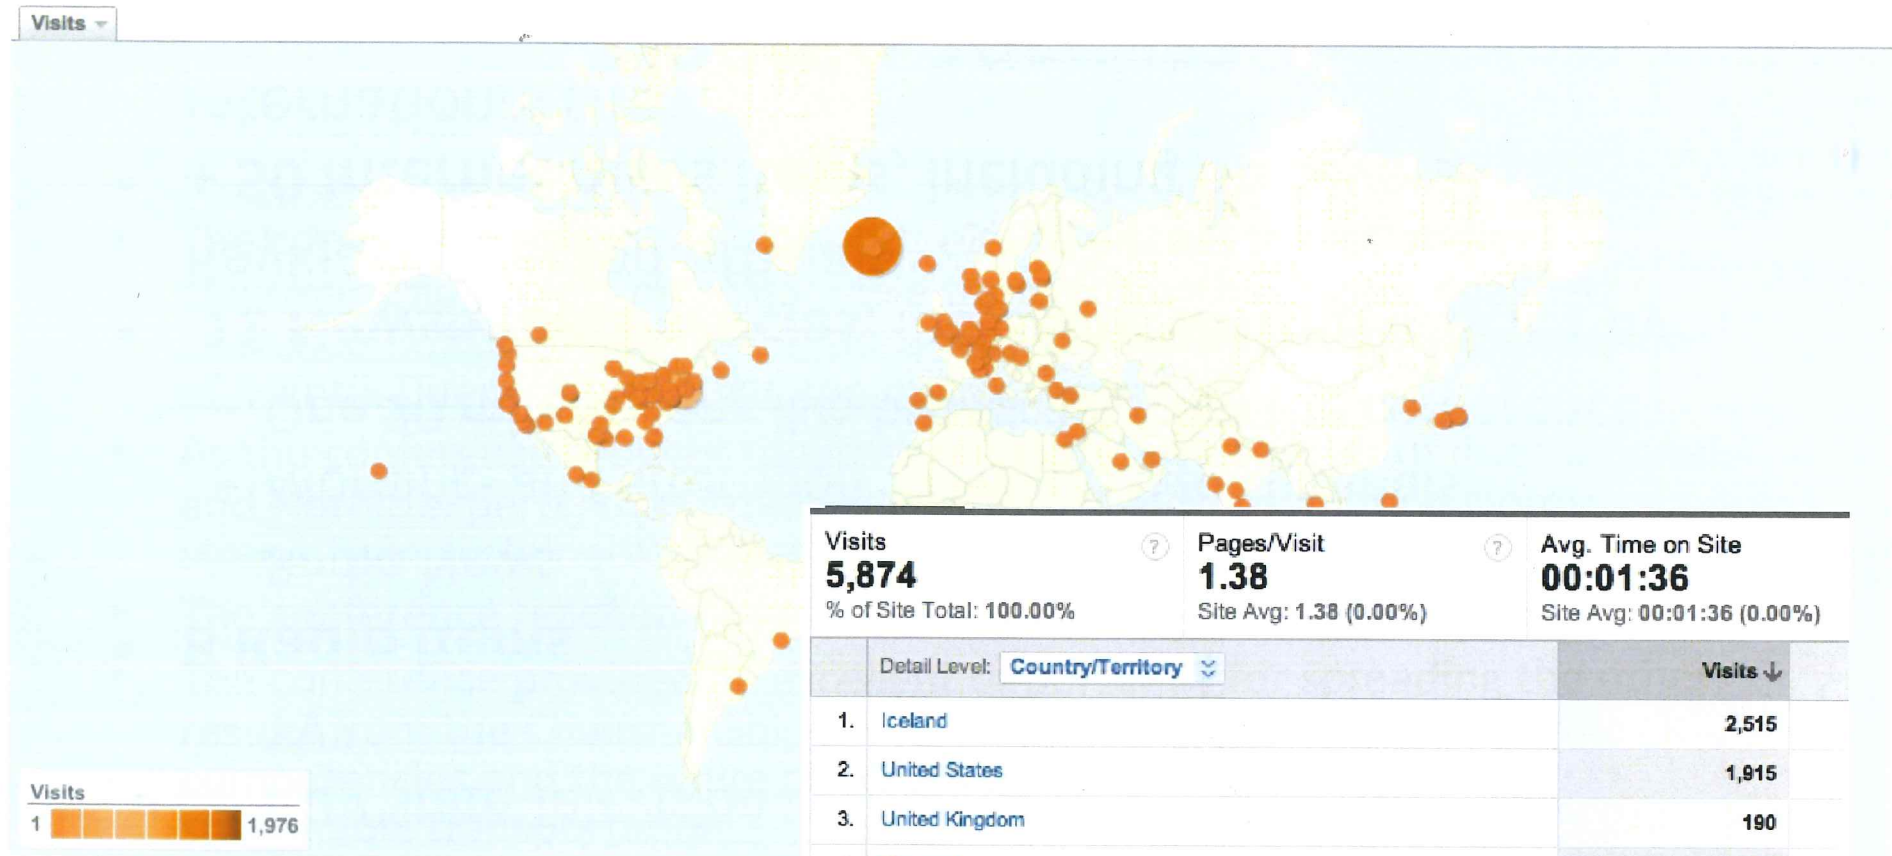 Visits
Visits ? Pages/Visit ? Avg. Time on Site
5,874 1.38 00:01:36
% of Site Total: 100.00% Site Avg: 1.38 (0.00%) Site Avg: 00:01:36 (0.00%)
Detail Level: Country/Territory Visits ↓
1. Iceland 2,515
2. United States 1,915
3. United Kingdom 190
Visits
1 1,976